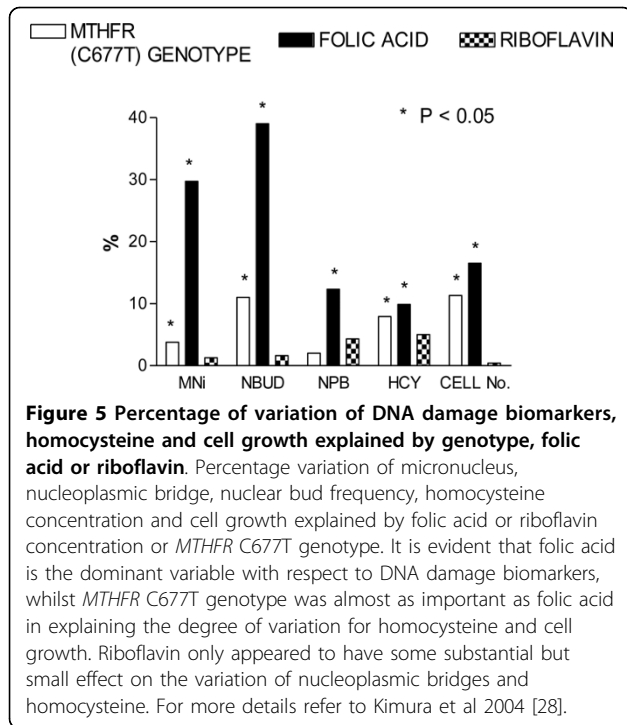 MTHFR
(C677T) GENOTYPE
FOLIC ACID
RIBOFLAVIN
* P < 0.05
40
30
20
10
0
%
* * * * * * * * *
MNi NBUD NPB HCY CELL No.
Figure 5 Percentage of variation of DNA damage biomarkers,
homocysteine and cell growth explained by genotype, folic
acid or riboflavin. Percentage variation of micronucleus,
nucleoplasmic bridge, nuclear bud frequency, homocysteine
concentration and cell growth explained by folic acid or riboflavin
concentration or MTHFR C677T genotype. It is evident that folic acid
is the dominant variable with respect to DNA damage biomarkers,
whilst MTHFR C677T genotype was almost as important as folic acid
in explaining the degree of variation for homocysteine and cell
growth. Riboflavin only appeared to have some substantial but
small effect on the variation of nucleoplasmic bridges and
homocysteine. For more details refer to Kimura et al 2004 [28].